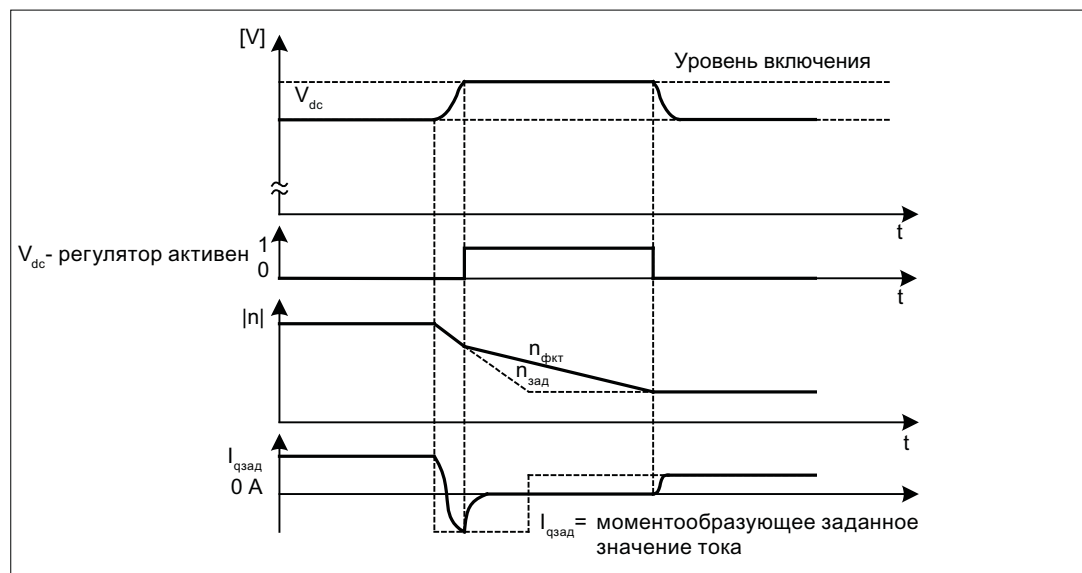 [V]
Уровень включения
Vdc
t
Vdc- регулятор активен
1
0
t
|n|
nфкт
nзад
t
Iqзад
0 A
Iqзад= моментообразующее заданное
значение тока